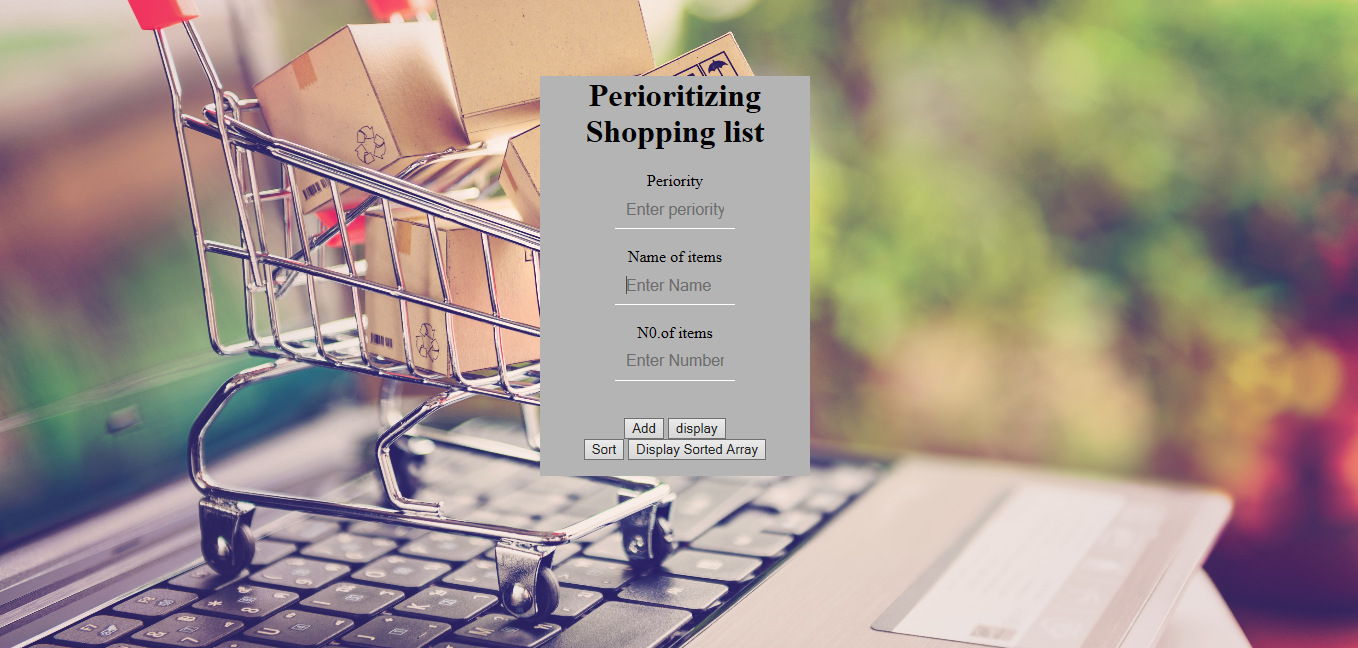 Perioritizing
Shopping list
Periority
Enter periority
Name of items
Enter Name
N0.of items
Enter Number
Add display
Sort Display Sorted Array